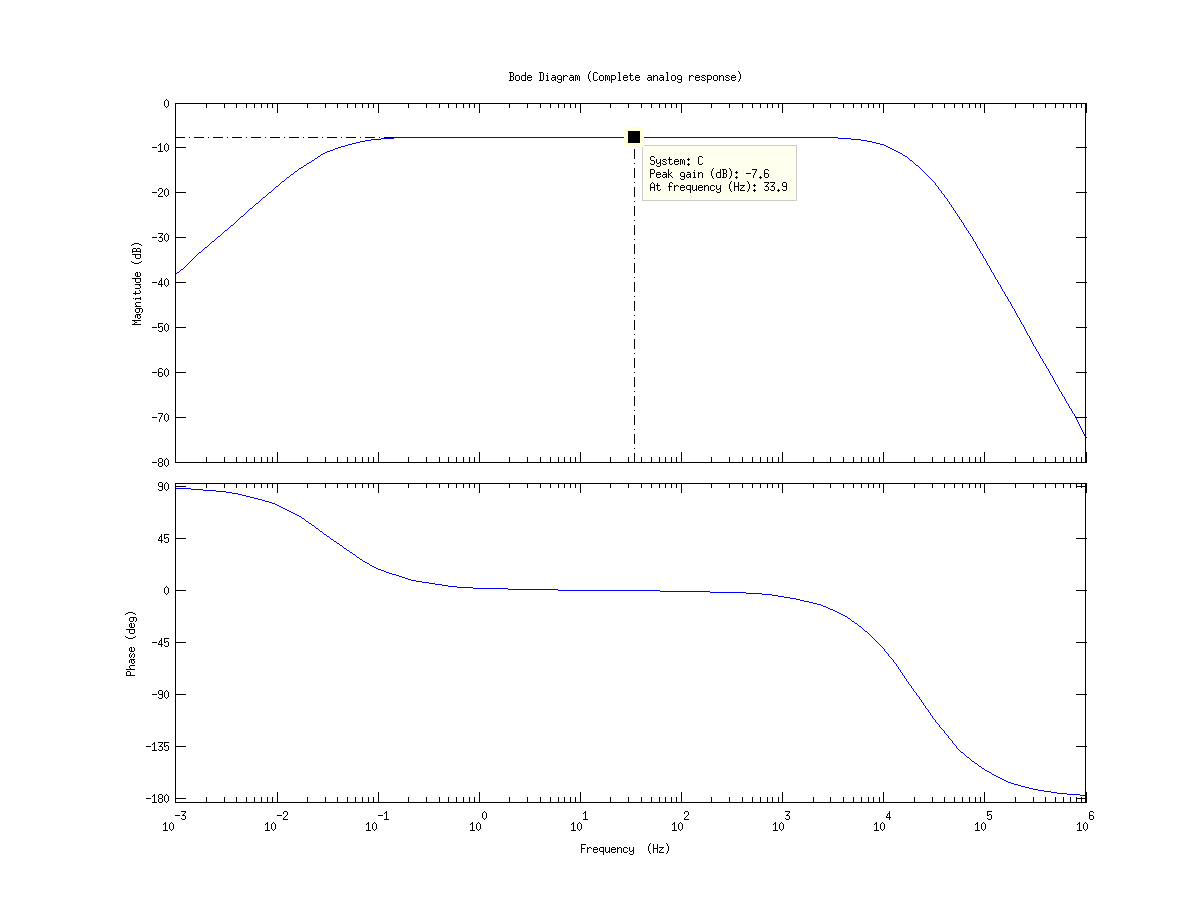 Bode Diagram (Complete analog response)
0
-10
-20
-30
-40
-50
-60
-70
-80
Magnitude (dB)
System: C
Peak gain (dB): -7.6
At frequency (Hz): 33.9
90
45
0
-45
-90
-135
-180
Phase (deg)
10^-3 10^-2 10^-1 10^0 10^1 10^2 10^3 10^4 10^5 10^6
Frequency (Hz)